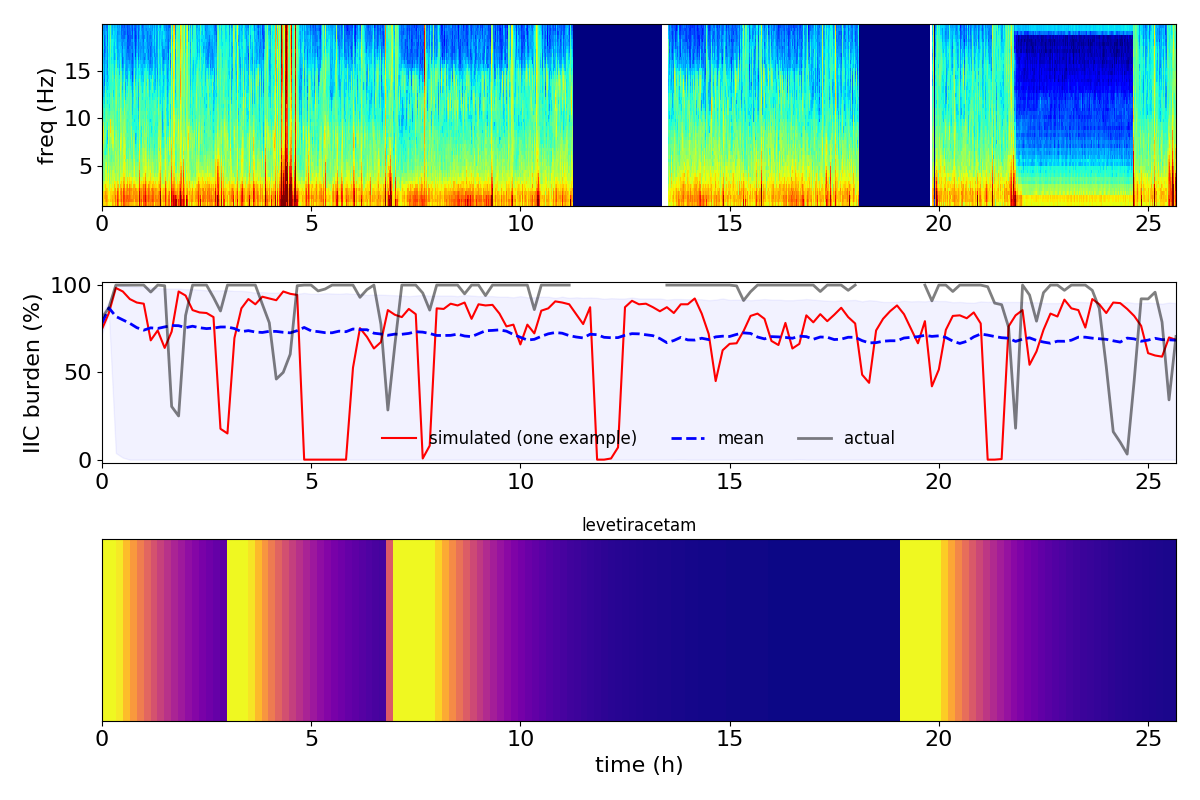 freq (Hz)
15
10
5
0 5 10 15 20 25
IIC burden (%)
100
50
0
simulated (one example) mean actual
0 5 10 15 20 25
levetiracetam
0 5 10 15 20 25
time (h)